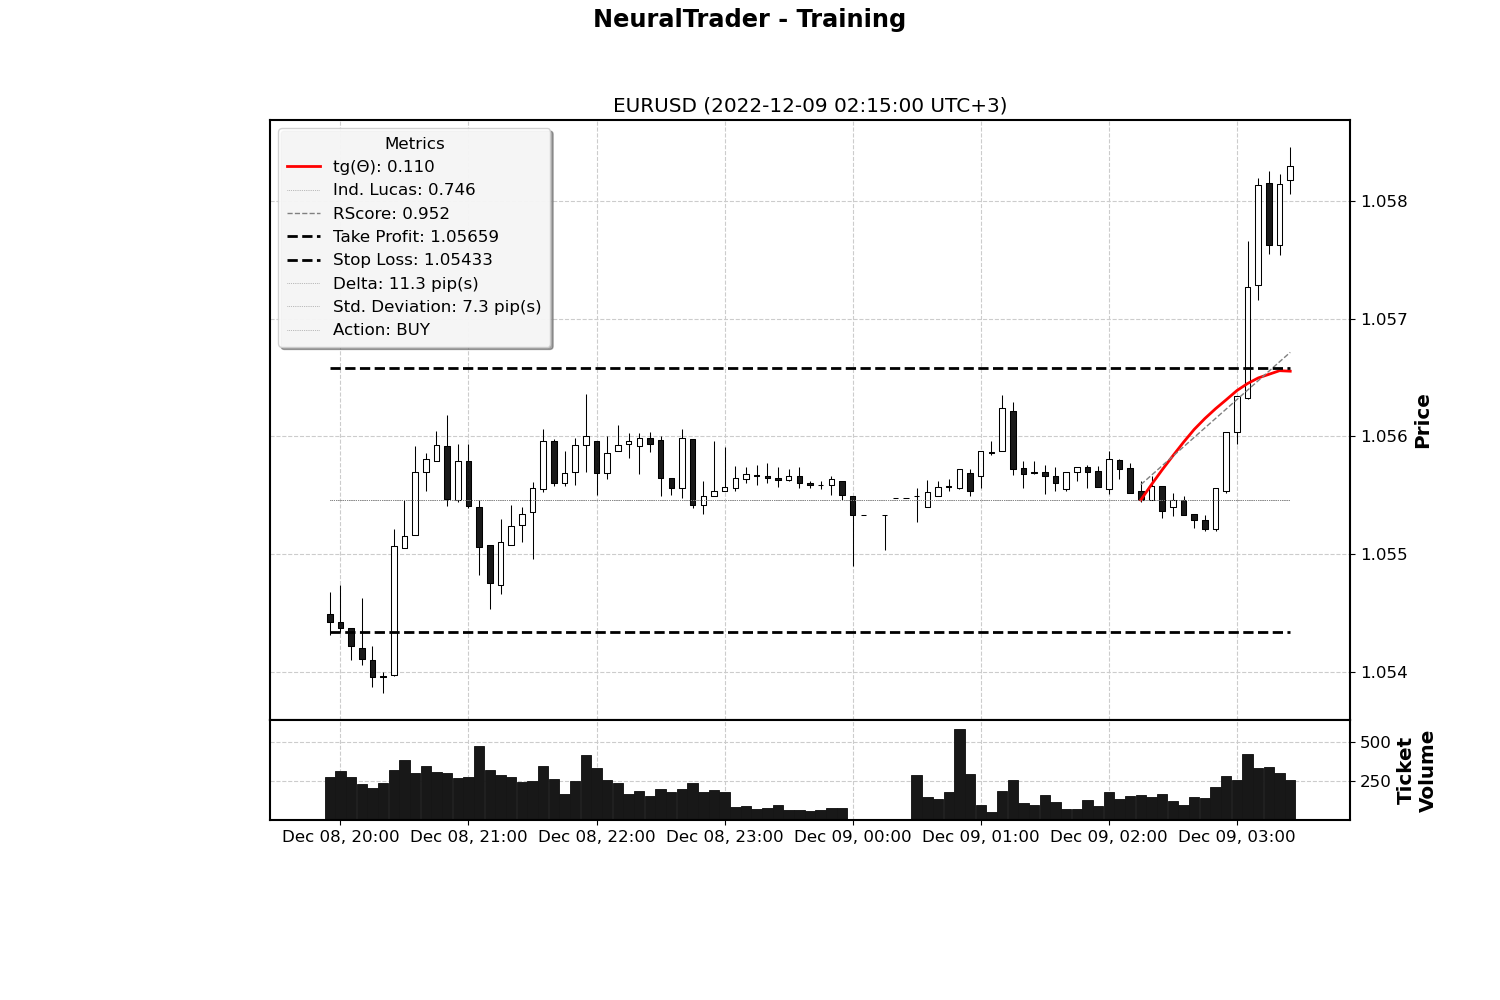 NeuralTrader - Training
EURUSD (2022-12-09 02:15:00 UTC+3)
Metrics
tg(Θ): 0.110
Ind. Lucas: 0.746
RScore: 0.952
Take Profit: 1.05659
Stop Loss: 1.05433
Delta: 11.3 pip(s)
Std. Deviation: 7.3 pip(s)
Action: BUY
1.058
1.057
1.056
1.055
1.054
Price
500
250
Ticket
Volume
Dec 08, 20:00 Dec 08, 21:00 Dec 08, 22:00 Dec 08, 23:00 Dec 09, 00:00 Dec 09, 01:00 Dec 09, 02:00 Dec 09, 03:00